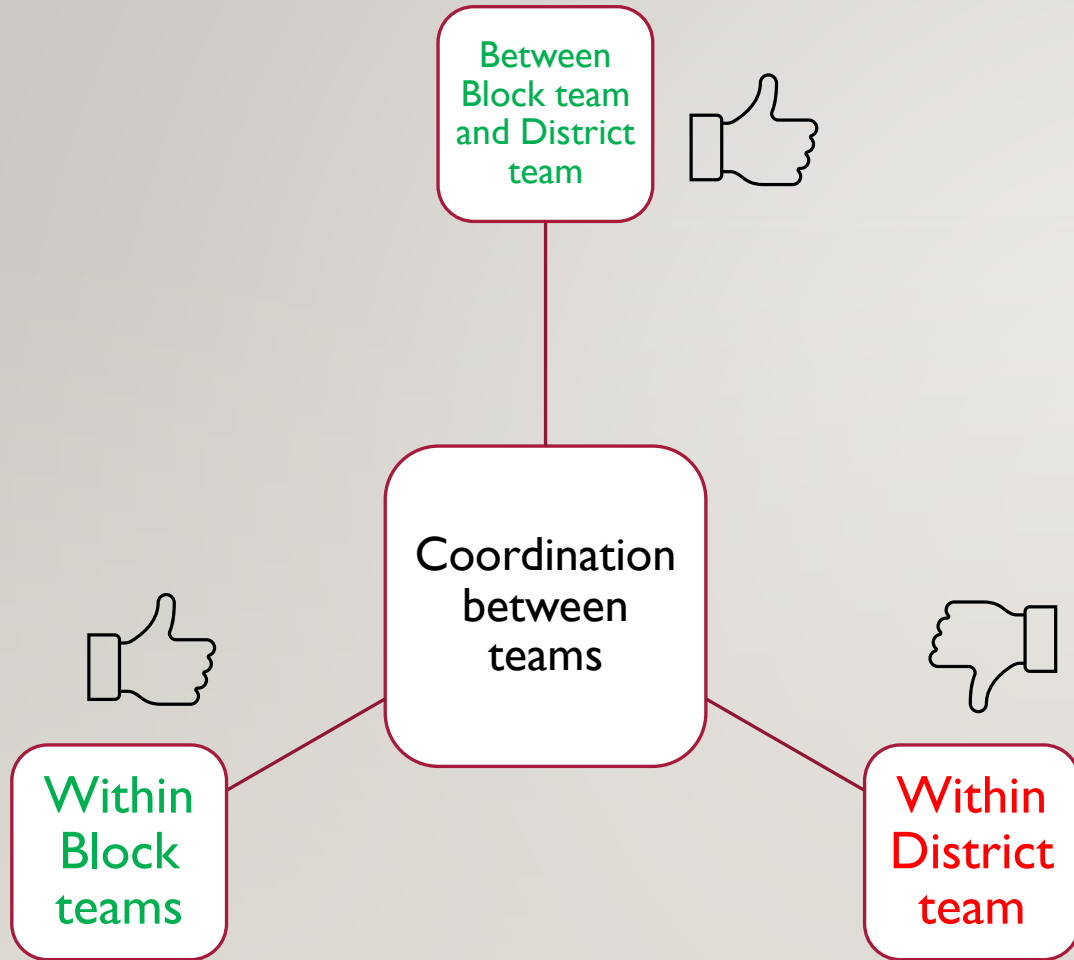 Between
Block team
and District
team
Coordination
between
teams
Within
Block
teams
Within
District
team